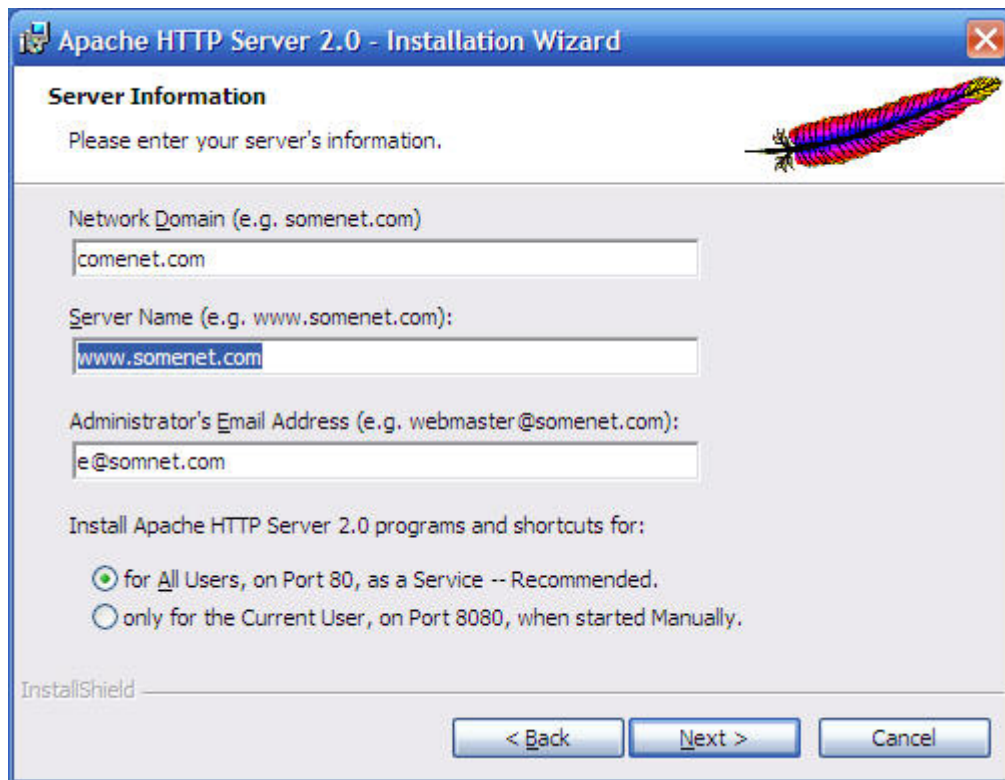 Apache HTTP Server 2.0 - Installation Wizard
Server Information
Please enter your server's information.
Network Domain (e.g. somenet.com)
comenet.com
Server Name (e.g. www.somenet.com):
www.somenet.com
Administrator's Email Address (e.g. webmaster@somenet.com):
e@somnet.com
Install Apache HTTP Server 2.0 programs and shortcuts for:
for All Users, on Port 80, as a Service -- Recommended.
only for the Current User, on Port 8080, when started Manually.
InstallShield
< Back Next > Cancel